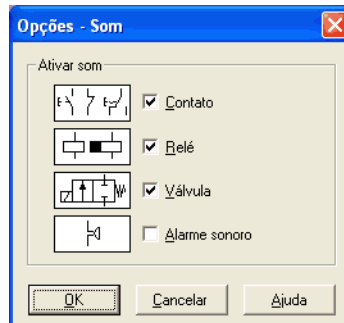 Opções - Som
Ativar som
Contato
Relé
Válvula
Alarme sonoro
OK Cancelar Ajuda